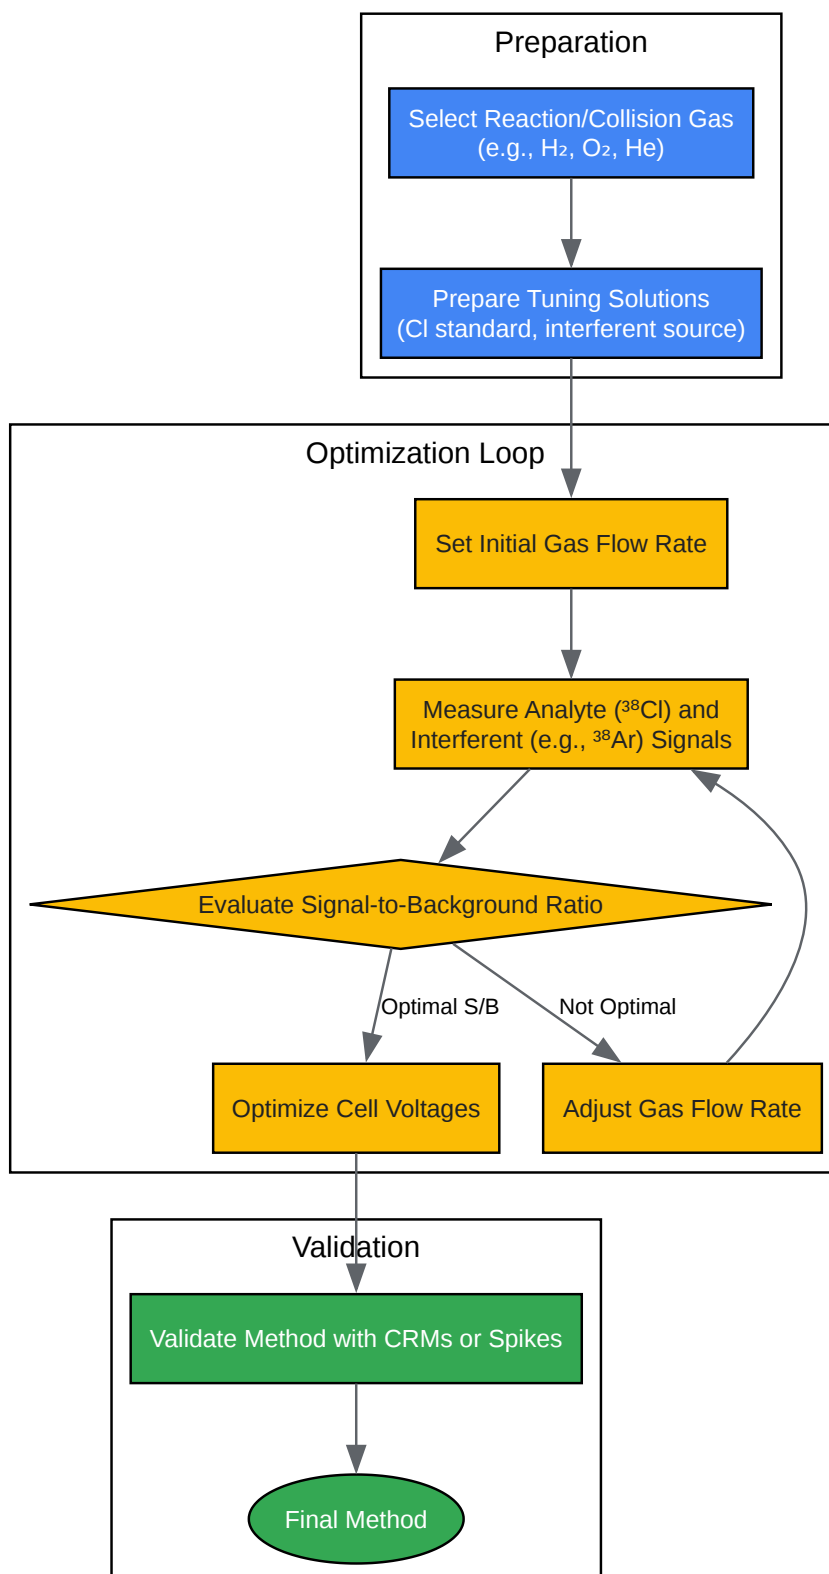 Preparation
Select Reaction/Collision Gas
(e.g., H₂, O₂, He)
Prepare Tuning Solutions
(Cl standard, interferent source)
Optimization Loop
Set Initial Gas Flow Rate
Measure Analyte (³⁸Cl) and
Interferent (e.g., ³⁸Ar) Signals
Evaluate Signal-to-Background Ratio
Optimal S/B
Not Optimal
Optimize Cell Voltages
Adjust Gas Flow Rate
Validation
Validate Method with CRMs or Spikes
Final Method